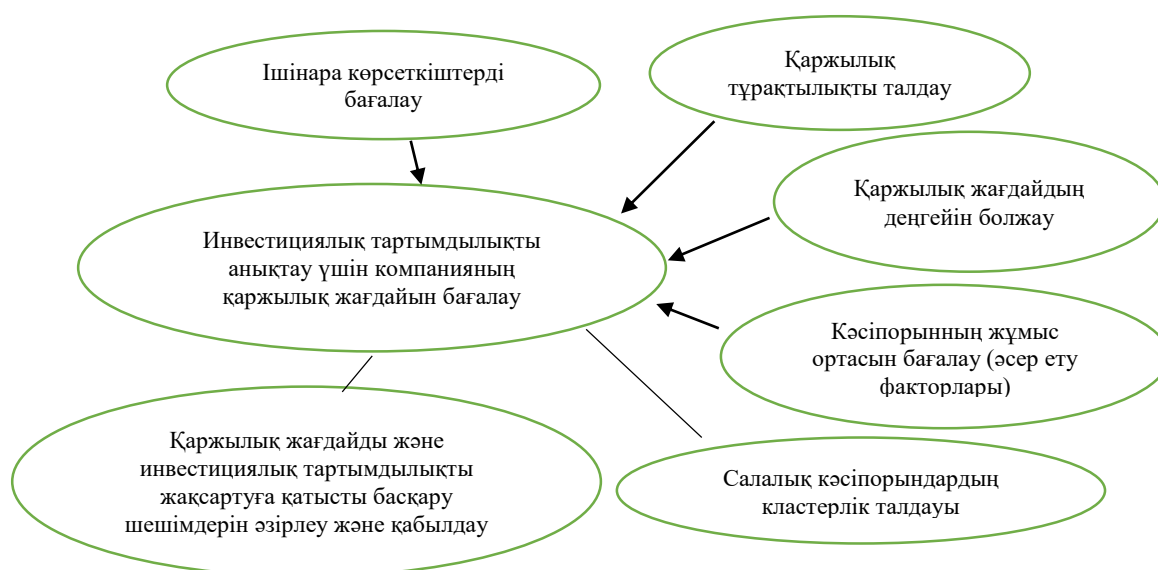 Ішінара көрсеткіштерді
бағалау
Қаржылық
тұрақтылықты талдау
Қаржылық жағдайдың
деңгейін болжау
Инвестициялық тартымдылықты
анықтау үшін компанияның
қаржылық жағдайын бағалау
Кәсіпорынның жұмыс
ортасын бағалау (әсер ету
факторлары)
Қаржылық жағдайды және
инвестициялық тартымдылықты
жақсартуға қатысты басқару
шешімдерін әзірлеу және қабылдау
Салалық кәсіпорындардың
кластерлік талдауы